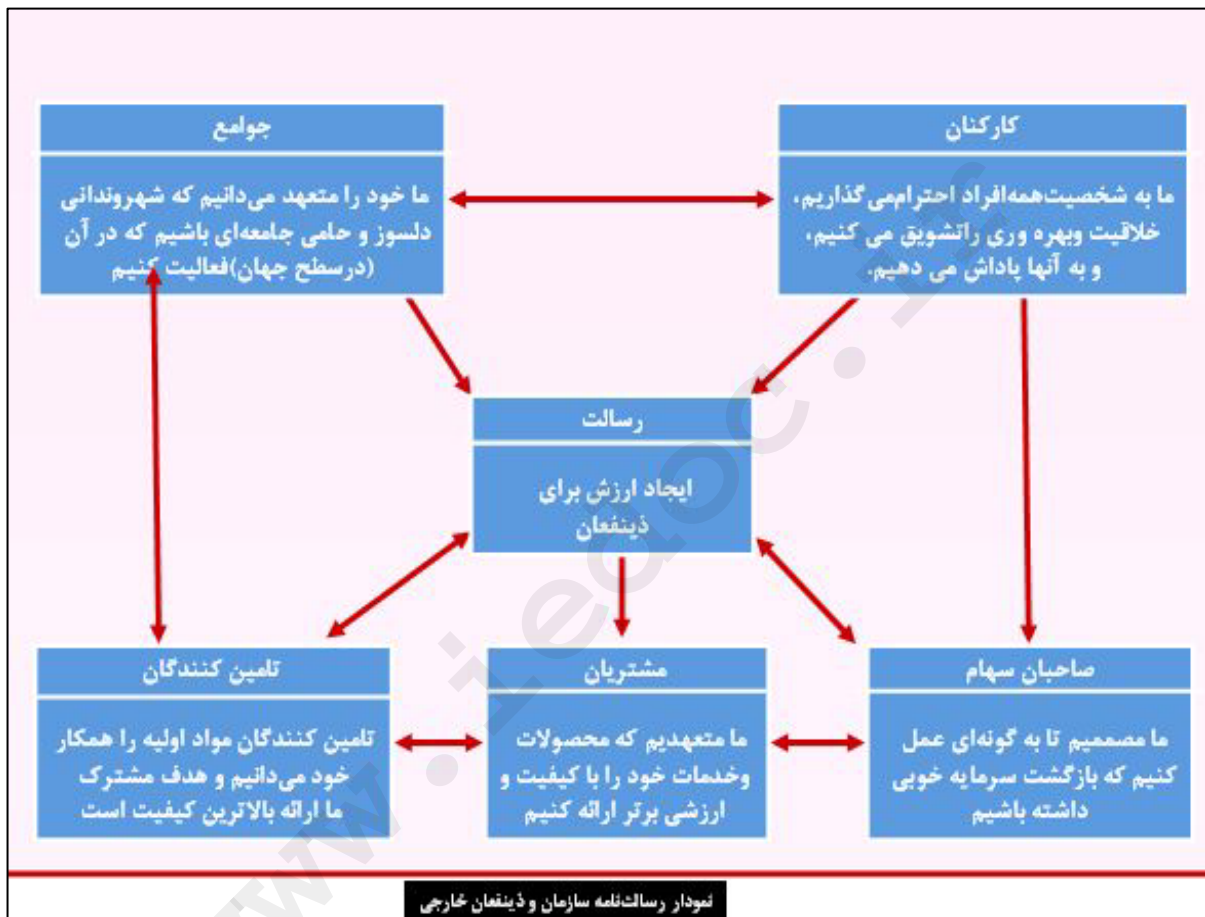 کارکنان
ما به شخصیت‌همه‌افراد احترام‌می گذاریم،
خلاقیت وبهره وری راتشویق می کنیم،
و به آنها پاداش می دهیم.
جوامع
ما خود را متعهد می‌دانیم که شهروندانی
دلسوز و حامی جامعه‌ای باشیم که در آن
(درسطح جهان)فعالیت کنیم
رسالت
ایجاد ارزش برای
ذینفعان
صاحبان سهام
ما مصممیم تا به گونه‌ای عمل
کنیم که بازگشت سرمایه خوبی
داشته باشیم
مشتریان
ما متعهدیم که محصولات
وخدمات خود را با کیفیت و
ارزشی برتر ارائه کنیم
تامین کنندگان
تامین کنندگان مواد اولیه را همکار
خود می‌دانیم و هدف مشترک
ما ارائه بالاترین کیفیت است
نمودار رسالت‌نامه سازمان و ذینفعان خارجی
www.iedoc.ir